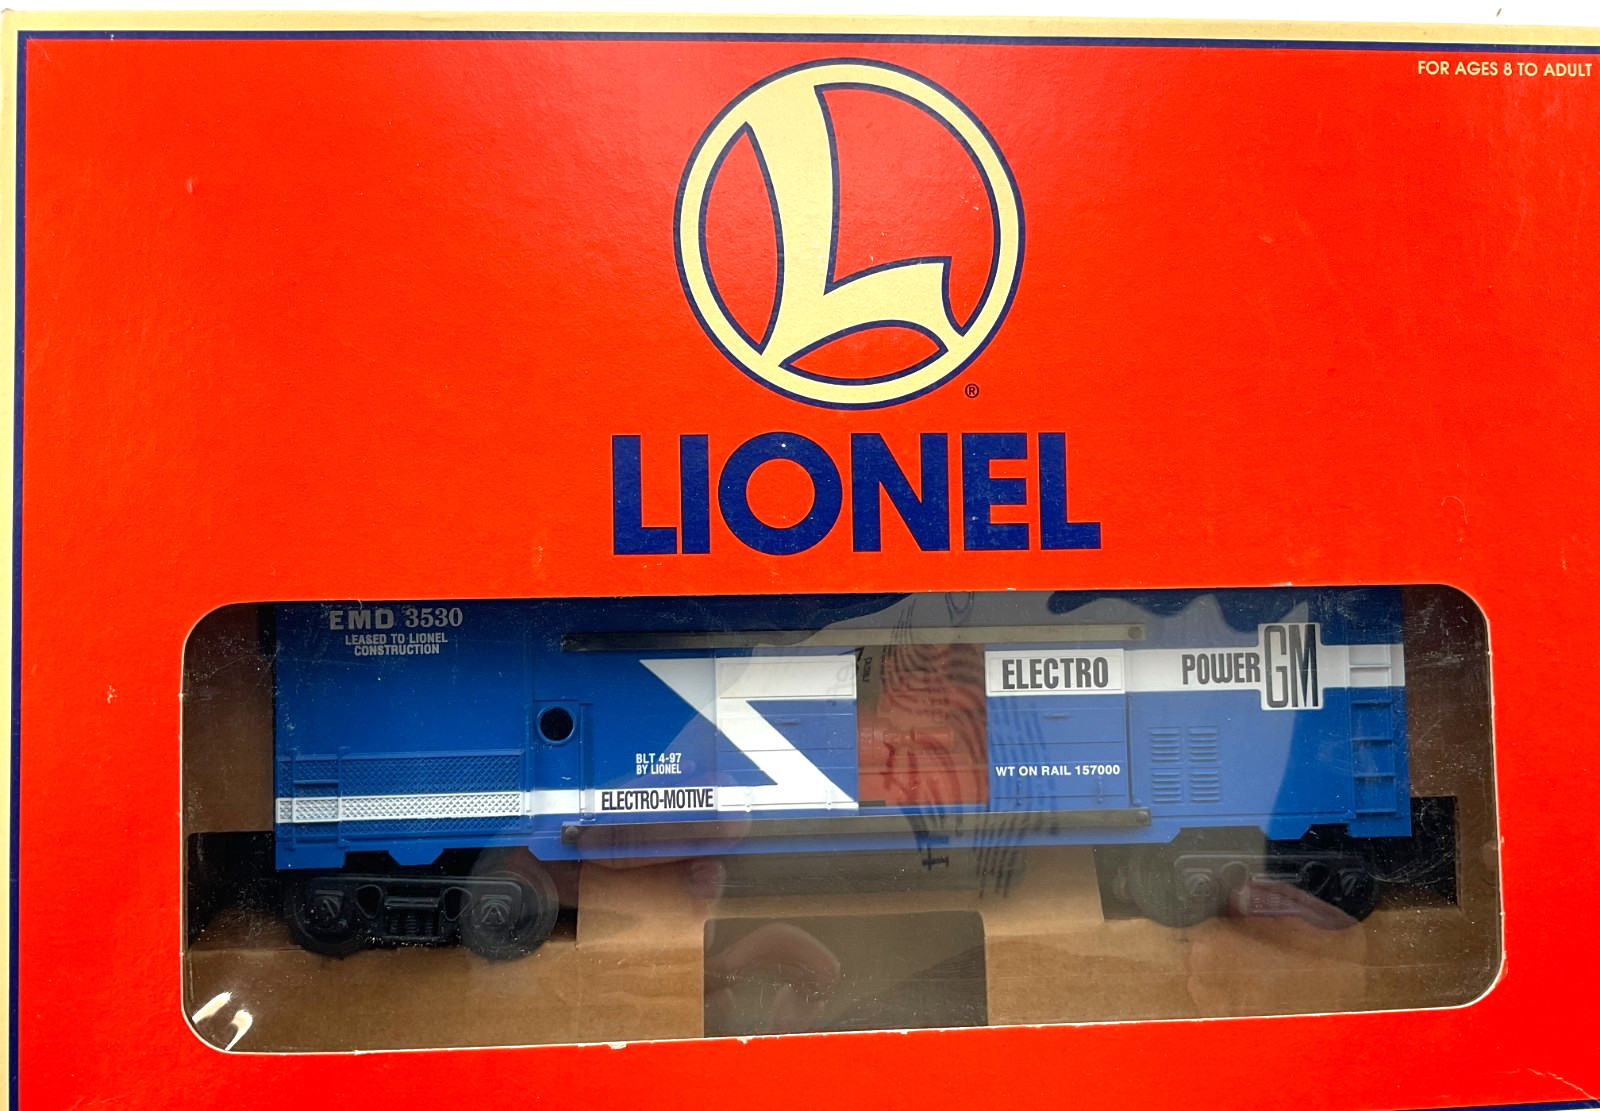 FOR AGES 8 TO ADULT
L
®
LIONEL
EMD 3530
LEASED TO LIONEL
CONSTRUCTION
ELECTRO
POWER GM
BLT 4-97
BY LIONEL
WT ON RAIL 157000
ELECTRO-MOTIVE